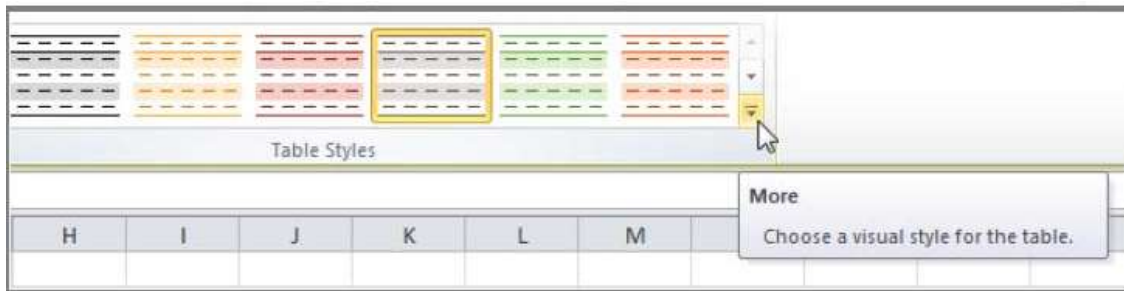 Table Styles
More
Choose a visual style for the table.
H I J K L M